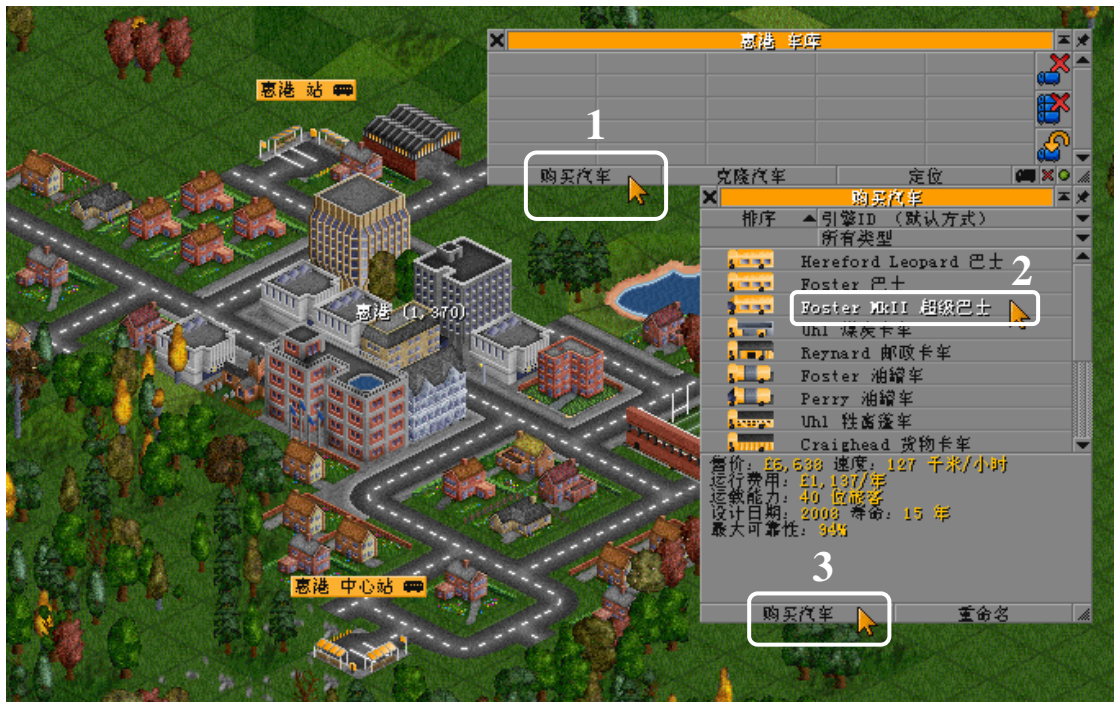 惠港 车库
惠港 站
1
购买汽车
克隆汽车
定位
购买汽车
排序
引擎ID (默认方式)
所有类型
Hereford Leopard 巴士
2
Foster 巴士
Foster MkII 超级巴士
惠港 (1,370)
Uhl 煤炭卡车
Reynard 邮政卡车
Foster 油罐车
Perry 油罐车
Uhl 牲畜篷车
Craighead 货物卡车
售价: £6,638 速度: 127 千米/小时
运行费用: £1,137/年
运载能力: 40 位旅客
设计日期: 2008 寿命: 15 年
最大可靠性: 94%
3
惠港 中心站
购买汽车
重命名